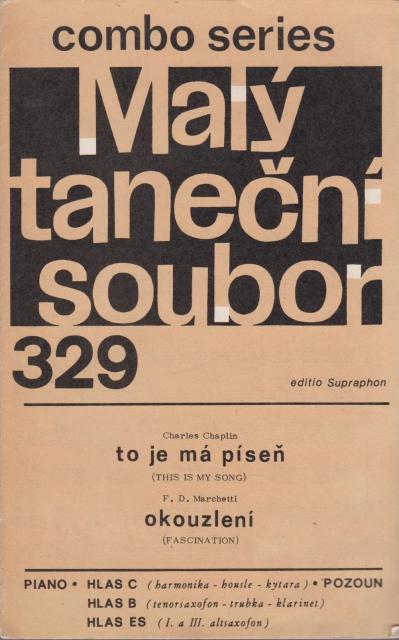 combo series
Malý
taneční
soubor
329
editio Supraphon
Charles Chaplin
to je má píseň
(THIS IS MY SONG)
F. D. Marchetti
okouzlení
(FASCINATION)
PIANO • HLAS C (harmonika - housle - kytara) • POZOUN
HLAS B (tenorsaxofon - trubka - klarinet)
HLAS ES (I. a III. altsaxofon)